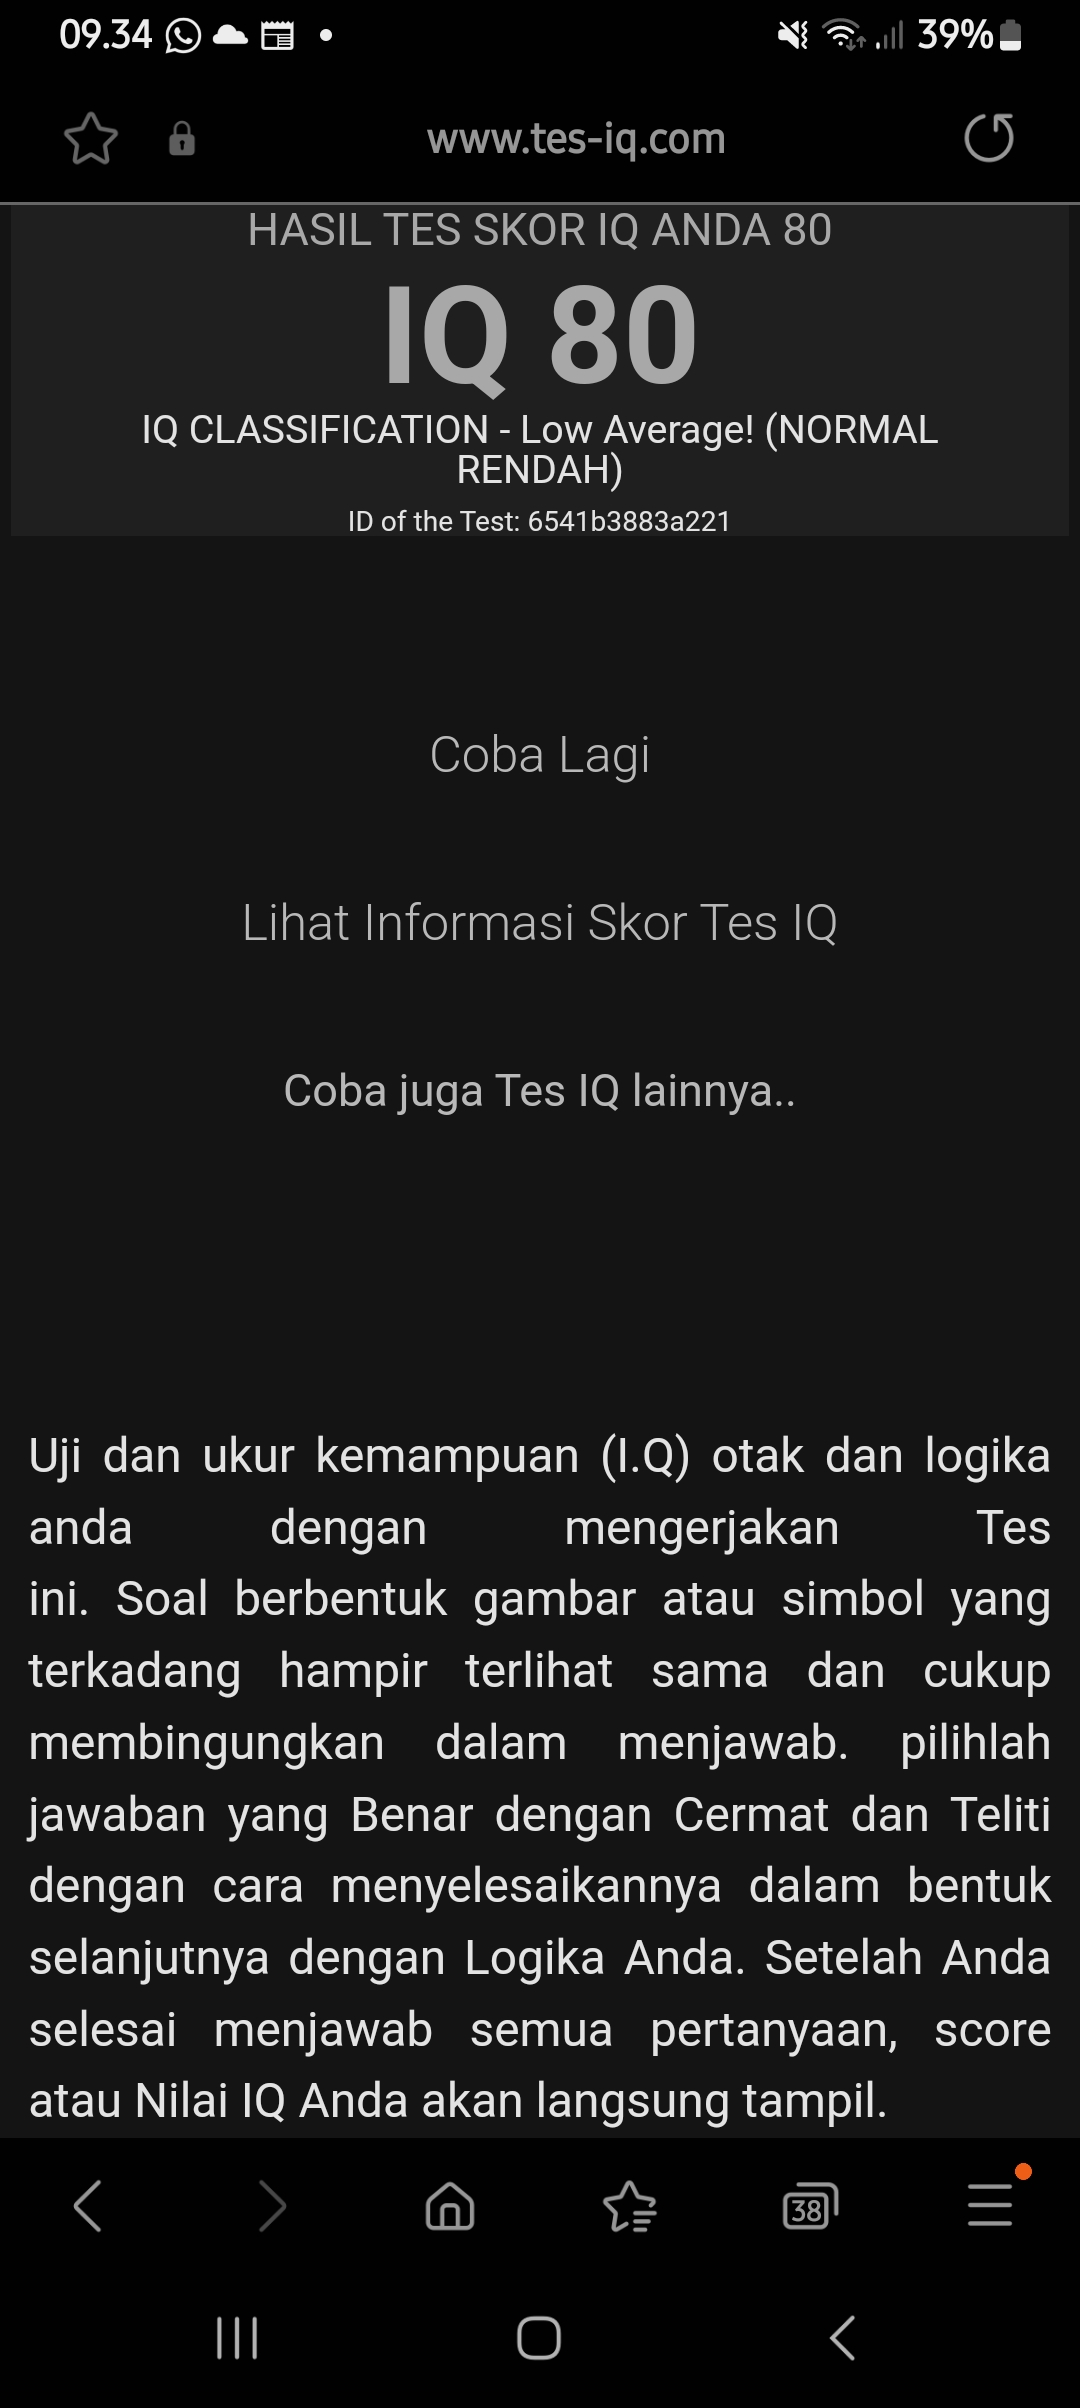 09.34
39%
www.tes-iq.com
HASIL TES SKOR IQ ANDA 80
IQ 80
IQ CLASSIFICATION - Low Average! (NORMAL
RENDAH)
ID of the Test: 6541b3883a221
Coba Lagi
Lihat Informasi Skor Tes IQ
Coba juga Tes IQ lainnya..
Uji dan ukur kemampuan (I.Q) otak dan logika
anda dengan mengerjakan Tes
ini. Soal berbentuk gambar atau simbol yang
terkadang hampir terlihat sama dan cukup
membingungkan dalam menjawab. pilihlah
jawaban yang Benar dengan Cermat dan Teliti
dengan cara menyelesaikannya dalam bentuk
selanjutnya dengan Logika Anda. Setelah Anda
selesai menjawab semua pertanyaan, score
atau Nilai IQ Anda akan langsung tampil.
38